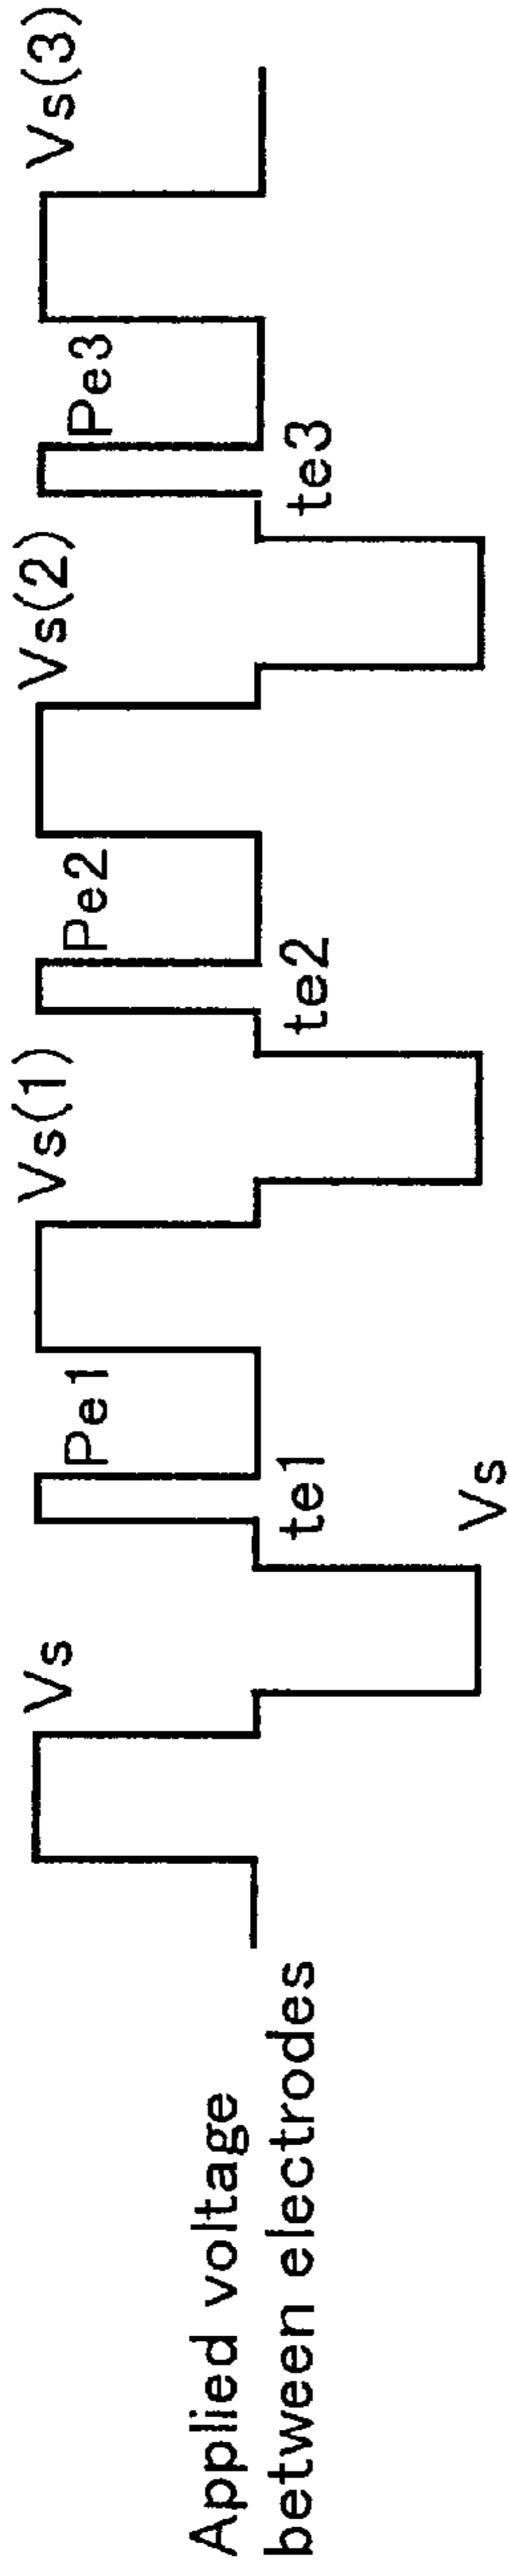 Applied voltage
between electrodes
Vs
Vs
Pe1
te1
Vs(1)
Pe2
te2
Vs(2)
Pe3
te3
Vs(3)